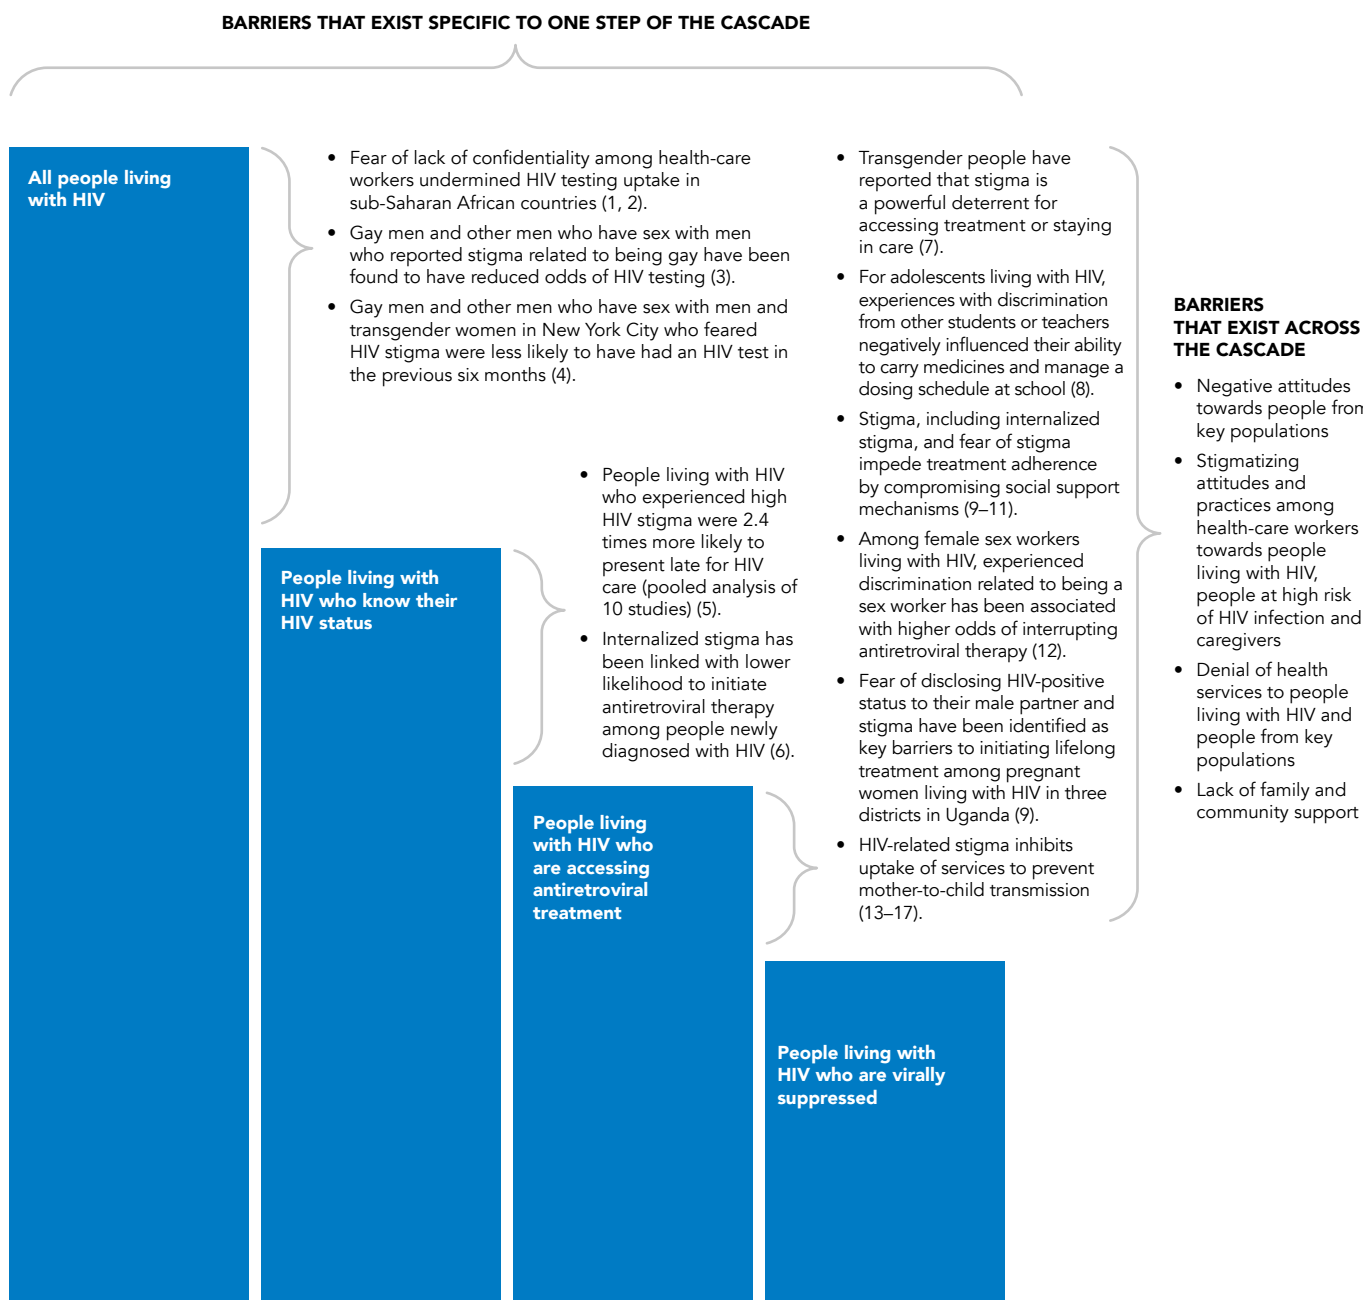 BARRIERS THAT EXIST SPECIFIC TO ONE STEP OF THE CASCADE
All people living
with HIV
• Fear of lack of confidentiality among health-care
workers undermined HIV testing uptake in
sub-Saharan African countries (1, 2).
• Gay men and other men who have sex with men
who reported stigma related to being gay have been
found to have reduced odds of HIV testing (3).
• Gay men and other men who have sex with men and
transgender women in New York City who feared
HIV stigma were less likely to have had an HIV test in
the previous six months (4).
People living with
HIV who know their
HIV status
• People living with HIV
who experienced high
HIV stigma were 2.4
times more likely to
present late for HIV
care (pooled analysis of
10 studies) (5).
• Internalized stigma has
been linked with lower
likelihood to initiate
antiretroviral therapy
among people newly
diagnosed with HIV (6).
People living
with HIV who
are accessing
antiretroviral
treatment
• Transgender people have
reported that stigma is
a powerful deterrent for
accessing treatment or staying
in care (7).
• For adolescents living with HIV,
experiences with discrimination
from other students or teachers
negatively influenced their ability
to carry medicines and manage a
dosing schedule at school (8).
• Stigma, including internalized
stigma, and fear of stigma
impede treatment adherence
by compromising social support
mechanisms (9–11).
• Among female sex workers
living with HIV, experienced
discrimination related to being a
sex worker has been associated
with higher odds of interrupting
antiretroviral therapy (12).
• Fear of disclosing HIV-positive
status to their male partner and
stigma have been identified as
key barriers to initiating lifelong
treatment among pregnant
women living with HIV in three
districts in Uganda (9).
• HIV-related stigma inhibits
uptake of services to prevent
mother-to-child transmission
(13–17).
People living with
HIV who are virally
suppressed
BARRIERS
THAT EXIST ACROSS
THE CASCADE
• Negative attitudes
towards people from
key populations
• Stigmatizing
attitudes and
practices among
health-care workers
towards people
living with HIV,
people at high risk
of HIV infection and
caregivers
• Denial of health
services to people
living with HIV and
people from key
populations
• Lack of family and
community support